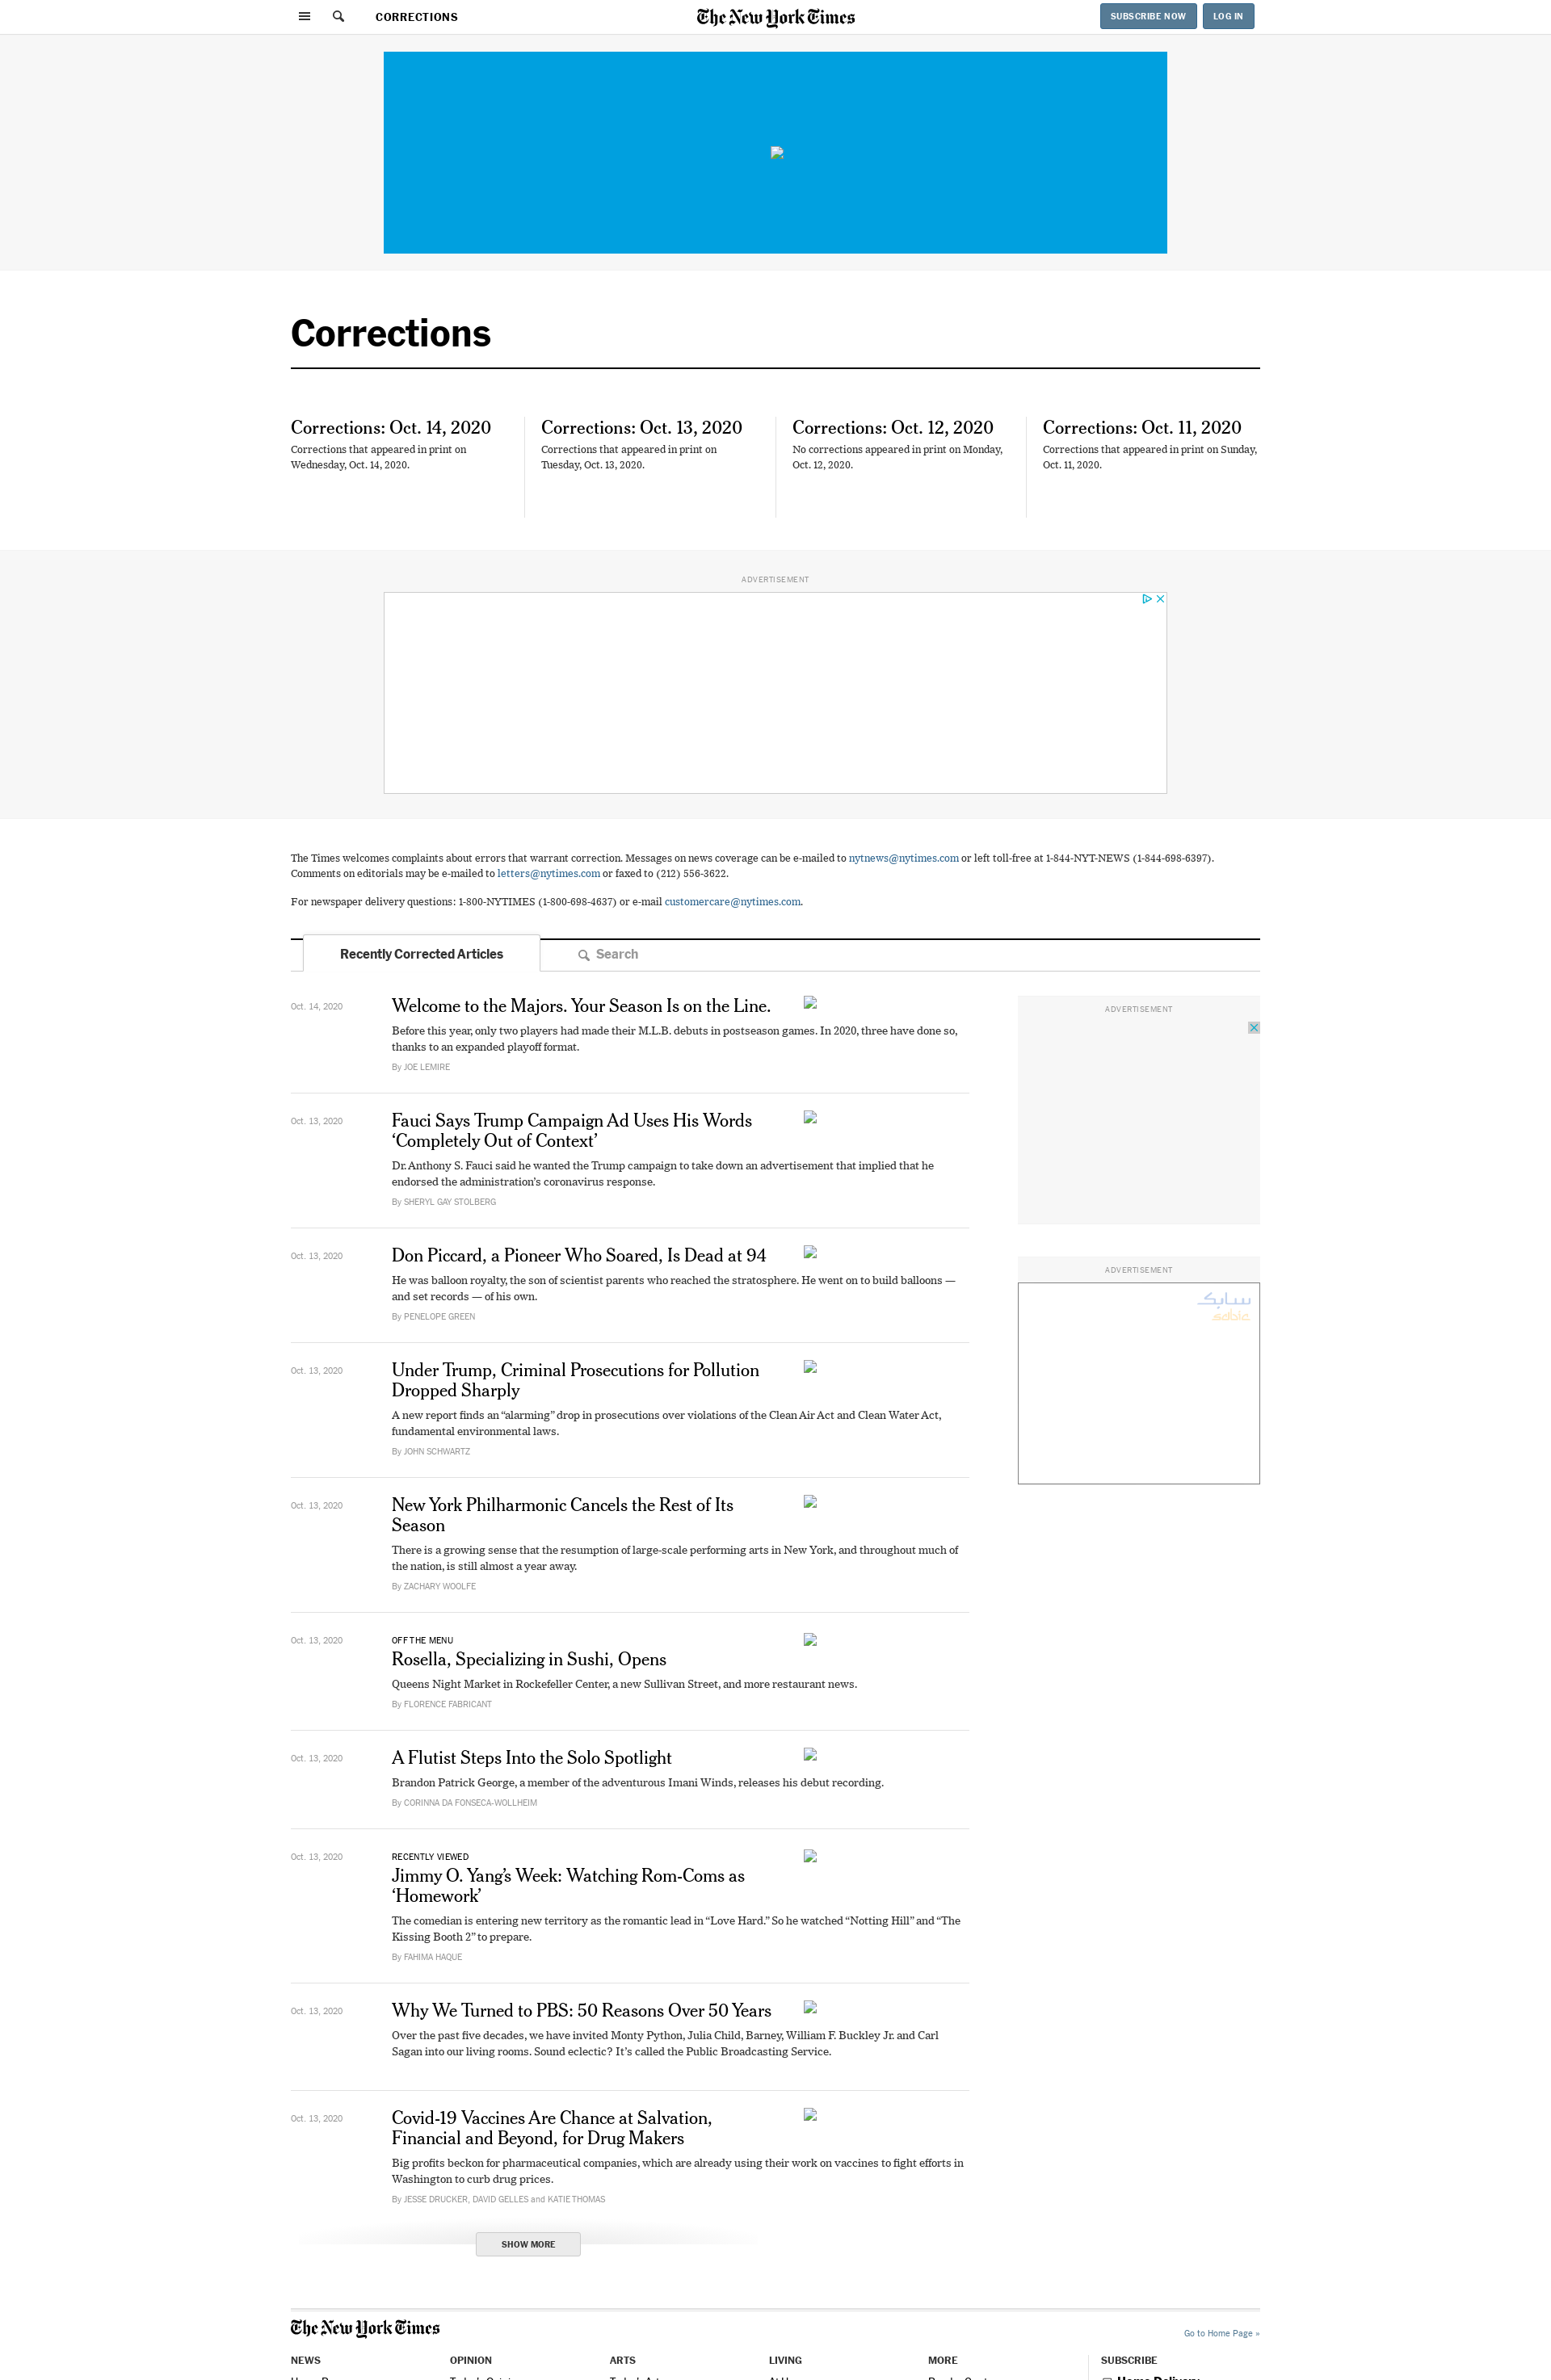 CORRECTIONS
The New York Times
SUBSCRIBE NOW
LOG IN
Corrections
Corrections: Oct. 14, 2020
Corrections that appeared in print on
Wednesday, Oct. 14, 2020.
Corrections: Oct. 13, 2020
Corrections that appeared in print on
Tuesday, Oct. 13, 2020.
Corrections: Oct. 12, 2020
No corrections appeared in print on Monday,
Oct. 12, 2020.
Corrections: Oct. 11, 2020
Corrections that appeared in print on Sunday,
Oct. 11, 2020.
ADVERTISEMENT
The Times welcomes complaints about errors that warrant correction. Messages on news coverage can be e-mailed to nytnews@nytimes.com or left toll-free at 1-844-NYT-NEWS (1-844-698-6397).
Comments on editorials may be e-mailed to letters@nytimes.com or faxed to (212) 556-3622.
For newspaper delivery questions: 1-800-NYTIMES (1-800-698-4637) or e-mail customercare@nytimes.com.
Recently Corrected Articles
Search
Oct. 14, 2020
Welcome to the Majors. Your Season Is on the Line.
Before this year, only two players had made their M.L.B. debuts in postseason games. In 2020, three have done so,
thanks to an expanded playoff format.
By JOE LEMIRE
Oct. 13, 2020
Fauci Says Trump Campaign Ad Uses His Words
‘Completely Out of Context’
Dr. Anthony S. Fauci said he wanted the Trump campaign to take down an advertisement that implied that he
endorsed the administration’s coronavirus response.
By SHERYL GAY STOLBERG
Oct. 13, 2020
Don Piccard, a Pioneer Who Soared, Is Dead at 94
He was balloon royalty, the son of scientist parents who reached the stratosphere. He went on to build balloons —
and set records — of his own.
By PENELOPE GREEN
Oct. 13, 2020
Under Trump, Criminal Prosecutions for Pollution
Dropped Sharply
A new report finds an “alarming” drop in prosecutions over violations of the Clean Air Act and Clean Water Act,
fundamental environmental laws.
By JOHN SCHWARTZ
Oct. 13, 2020
New York Philharmonic Cancels the Rest of Its
Season
There is a growing sense that the resumption of large-scale performing arts in New York, and throughout much of
the nation, is still almost a year away.
By ZACHARY WOOLFE
Oct. 13, 2020
OFF THE MENU
Rosella, Specializing in Sushi, Opens
Queens Night Market in Rockefeller Center, a new Sullivan Street, and more restaurant news.
By FLORENCE FABRICANT
Oct. 13, 2020
A Flutist Steps Into the Solo Spotlight
Brandon Patrick George, a member of the adventurous Imani Winds, releases his debut recording.
By CORINNA DA FONSECA-WOLLHEIM
Oct. 13, 2020
RECENTLY VIEWED
Jimmy O. Yang’s Week: Watching Rom-Coms as
‘Homework’
The comedian is entering new territory as the romantic lead in “Love Hard.” So he watched “Notting Hill” and “The
Kissing Booth 2” to prepare.
By FAHIMA HAQUE
Oct. 13, 2020
Why We Turned to PBS: 50 Reasons Over 50 Years
Over the past five decades, we have invited Monty Python, Julia Child, Barney, William F. Buckley Jr. and Carl
Sagan into our living rooms. Sound eclectic? It’s called the Public Broadcasting Service.
Oct. 13, 2020
Covid-19 Vaccines Are Chance at Salvation,
Financial and Beyond, for Drug Makers
Big profits beckon for pharmaceutical companies, which are already using their work on vaccines to fight efforts in
Washington to curb drug prices.
By JESSE DRUCKER, DAVID GELLES and KATIE THOMAS
SHOW MORE
ADVERTISEMENT
ADVERTISEMENT
سابك
sabic
The New York Times
Go to Home Page »
NEWS
OPINION
ARTS
LIVING
MORE
SUBSCRIBE